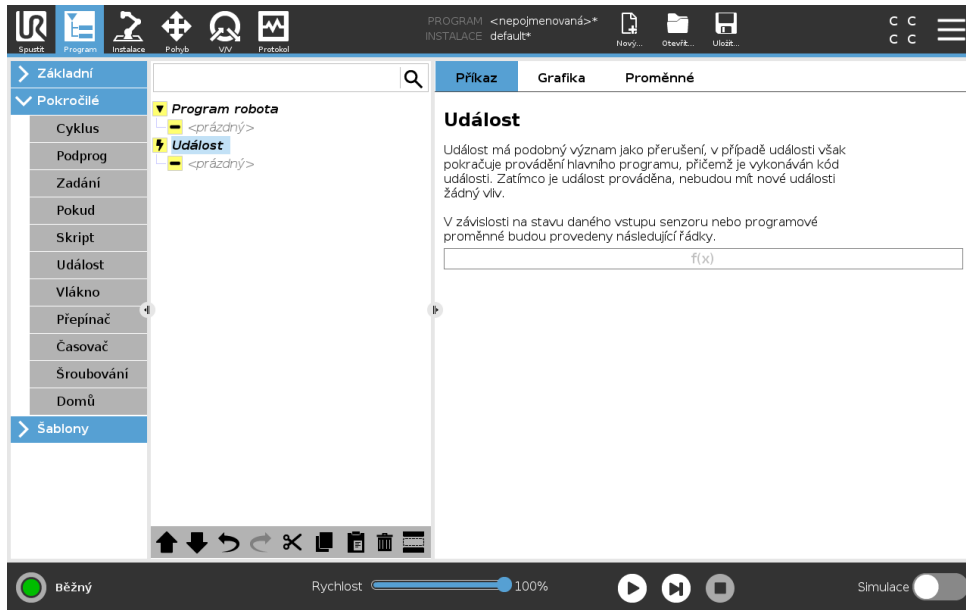 PROGRAM <nepojmenovaná>*
INSTALACE default*
UR
Spustit Program Instalace Pohyb V/V Protokol
Nový... Otevřít... Uložit...
C C
C C
Základní
Pokročilé
Cyklus
Podprog
Zadání
Pokud
Skript
Událost
Vlákno
Přepínač
Časovač
Šroubování
Domů
Šablony
Program robota
<prázdný>
Událost
<prázdný>
Příkaz Grafika Proměnné
Událost
Událost má podobný význam jako přerušení, v případě události však
pokračuje provádění hlavního programu, přičemž je vykonáván kód
události. Zatímco je událost prováděna, nebudou mít nové události
žádný vliv.
V závislosti na stavu daného vstupu senzoru nebo programové
proměnné budou provedeny následující řádky.
f(x)
Běžný
Rychlost 100%
Simulace